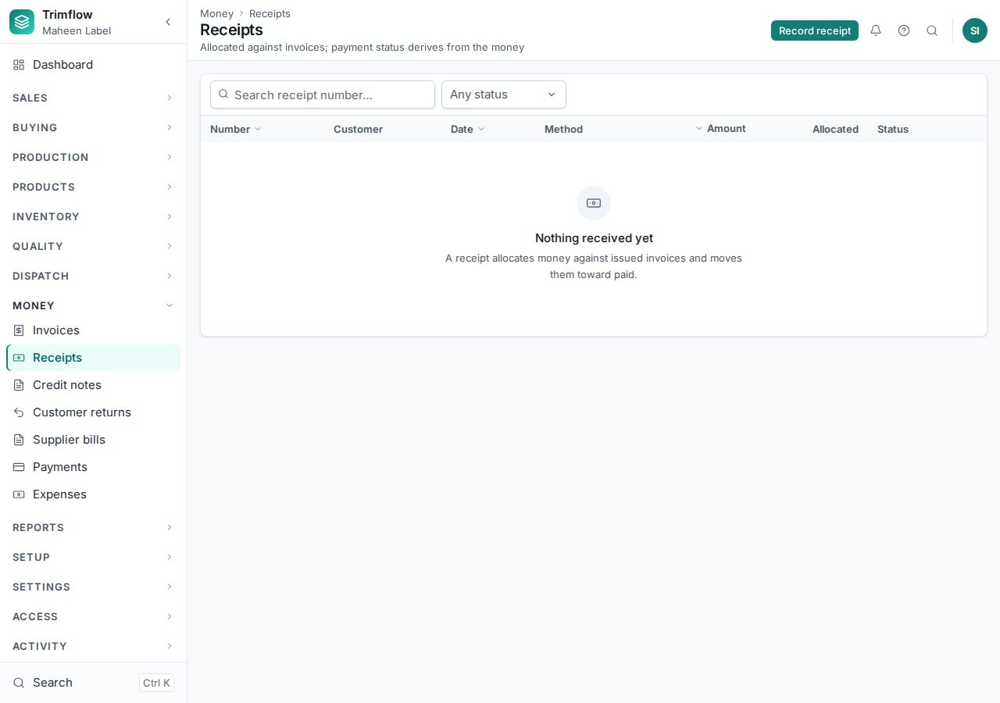 Trimflow
Maheen Label
Dashboard
SALES
BUYING
PRODUCTION
PRODUCTS
INVENTORY
QUALITY
DISPATCH
MONEY
Invoices
Receipts
Credit notes
Customer returns
Supplier bills
Payments
Expenses
REPORTS
SETUP
SETTINGS
ACCESS
ACTIVITY
Search Ctrl K
Money Receipts
Receipts
Allocated against invoices; payment status derives from the money
Record receipt
SI
Search receipt number... Any status
Number Customer Date Method Amount Allocated Status
Nothing received yet
A receipt allocates money against issued invoices and moves
them toward paid.